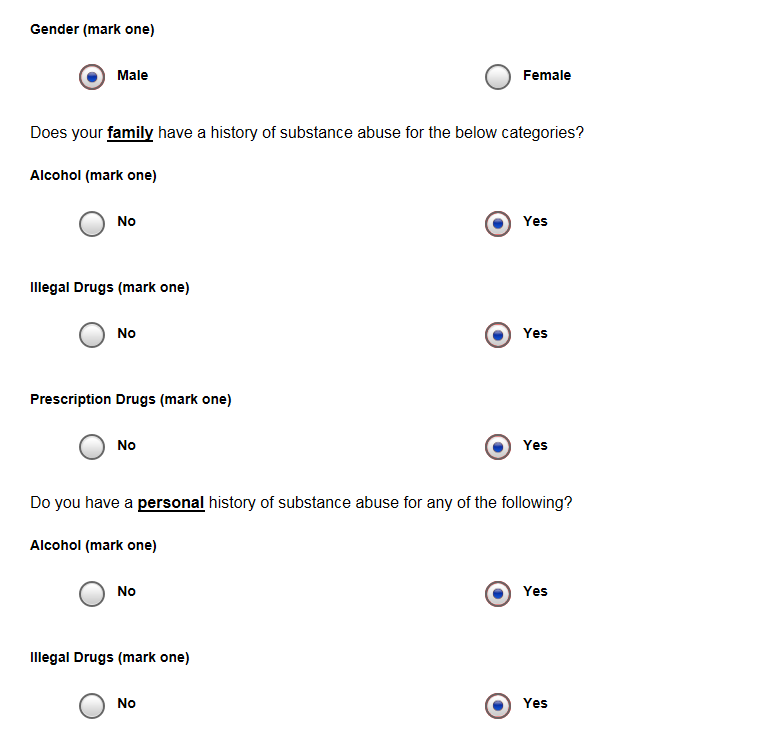 Gender (mark one)
Male Female
Does your family have a history of substance abuse for the below categories?
Alcohol (mark one)
No Yes
Illegal Drugs (mark one)
No Yes
Prescription Drugs (mark one)
No Yes
Do you have a personal history of substance abuse for any of the following?
Alcohol (mark one)
No Yes
Illegal Drugs (mark one)
No Yes